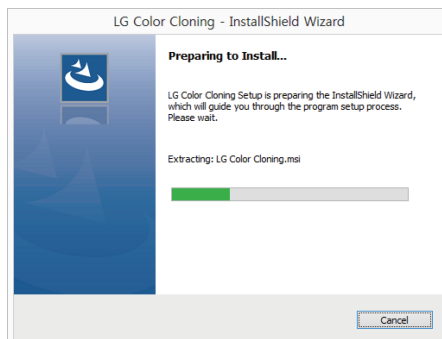 LG Color Cloning - InstallShield Wizard
Preparing to Install...
LG Color Cloning Setup is preparing the InstallShield Wizard,
which will guide you through the program setup process.
Please wait.
Extracting: LG Color Cloning.msi
Cancel